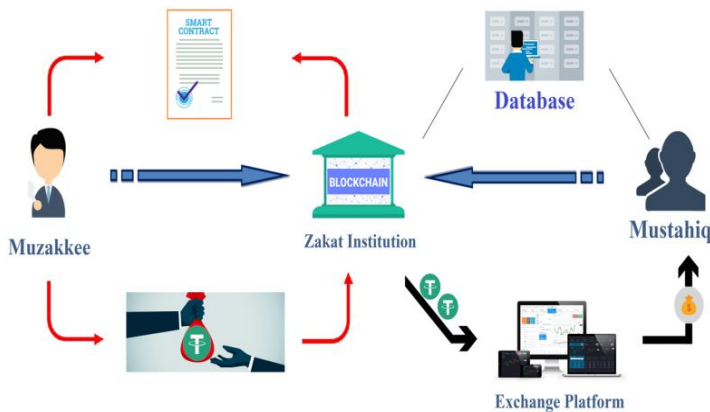 SMART
CONTRACT
Database
BLOCKCHAIN
Muzakkee
Zakat Institution
Mustahiq
Exchange Platform